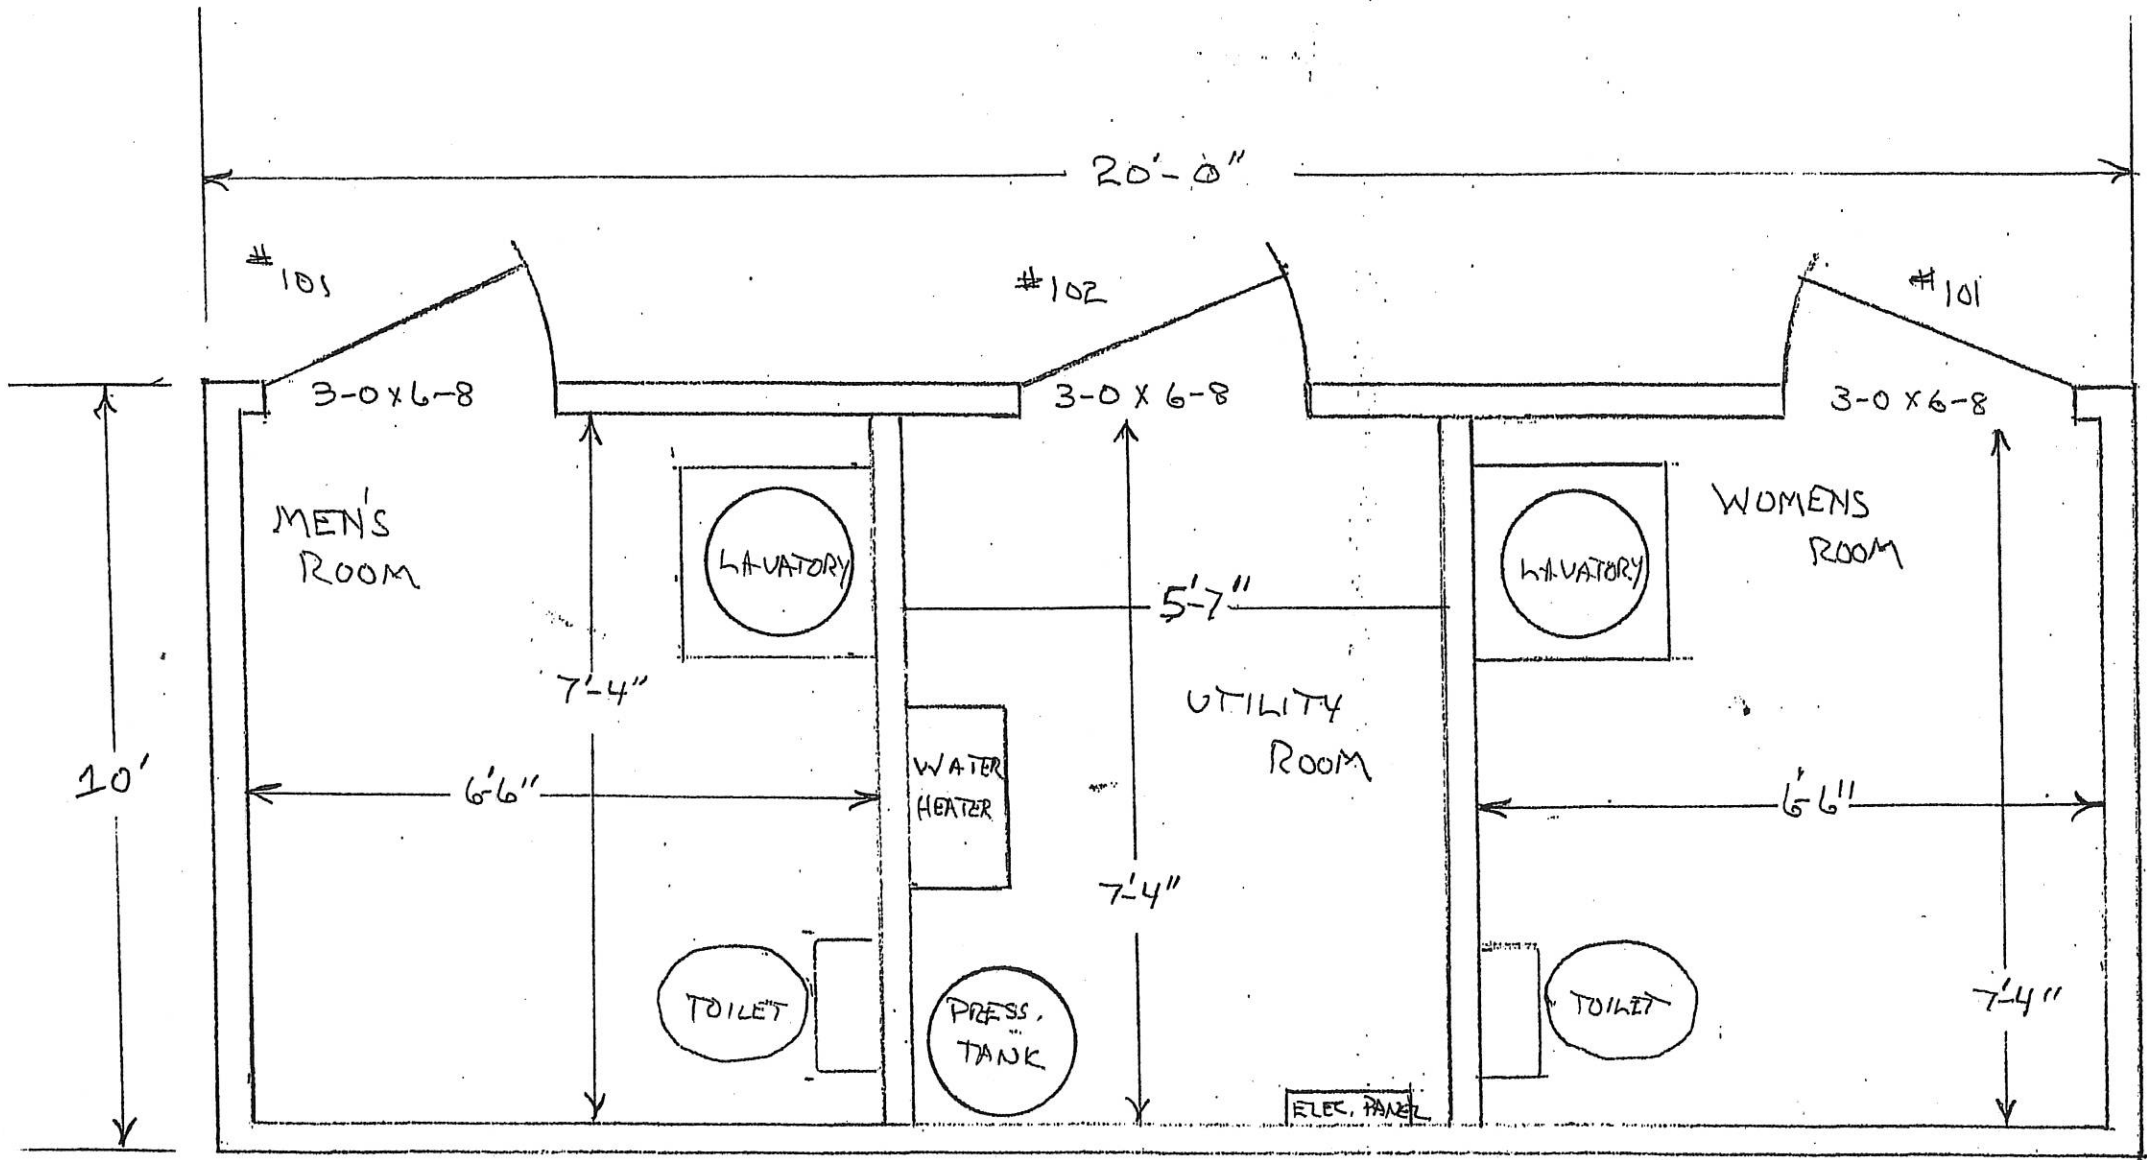 20'-0"
#101
#102
#101
3-0 x 6-8
3-0 x 6-8
3-0 x 6-8
MEN'S
ROOM
LAVATORY
LAVATORY
WOMENS
ROOM
5'-7"
7'-4"
UTILITY
ROOM
10'
6'-6"
WATER
HEATER
6'-6"
7'-4"
TOILET
PRESS.
TANK
TOILET
7'-4"
ELEC. PANEL